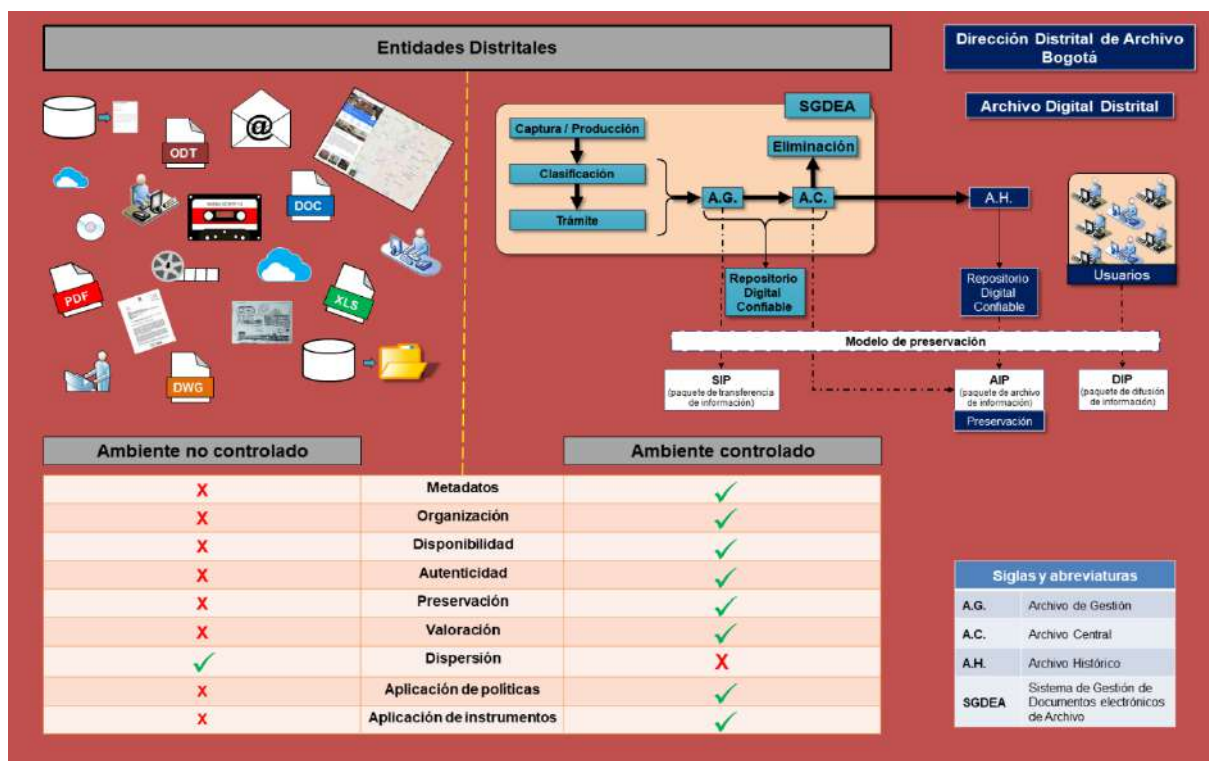 Entidades Distritales
Dirección Distrital de Archivo
Bogotá
Archivo Digital Distrital
ODT
@
DOC
PDF
XLS
DWG
SGDEA
Captura / Producción
Clasificación
Trámite
Eliminación
A.G.
A.C.
A.H.
Repositorio
Digital
Confiable
Repositorio
Digital
Confiable
Usuarios
Modelo de preservación
SIP
(paquete de transferencia
de información)
AIP
(paquete de archivo
de información)
Preservación
DIP
(paquete de difusión
de información)
Ambiente no controlado
Ambiente controlado
X Metadatos ✓
X Organización ✓
X Disponibilidad ✓
X Autenticidad ✓
X Preservación ✓
X Valoración ✓
✓ Dispersión X
X Aplicación de políticas ✓
X Aplicación de instrumentos ✓
Siglas y abreviaturas
A.G. Archivo de Gestión
A.C. Archivo Central
A.H. Archivo Histórico
SGDEA Sistema de Gestión de
Documentos electrónicos
de Archivo